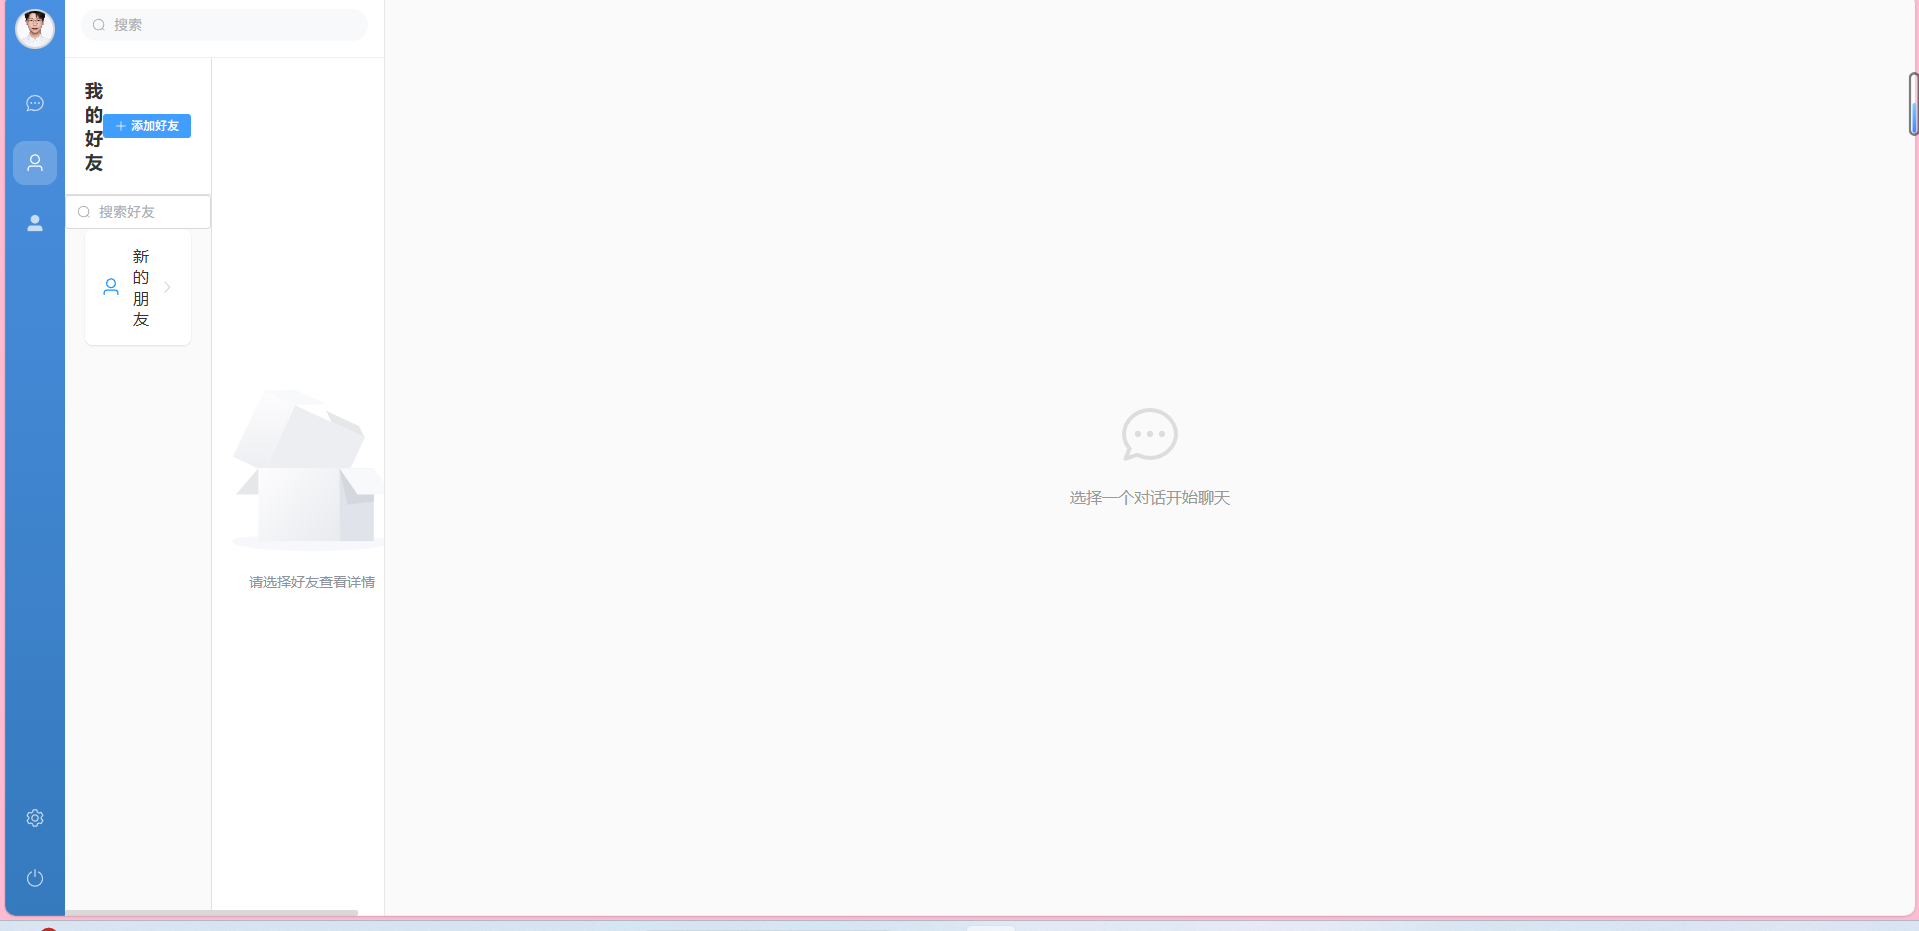 搜索
我的好友
添加好友
搜索好友
新的朋友
请选择好友查看详情
选择一个对话开始聊天